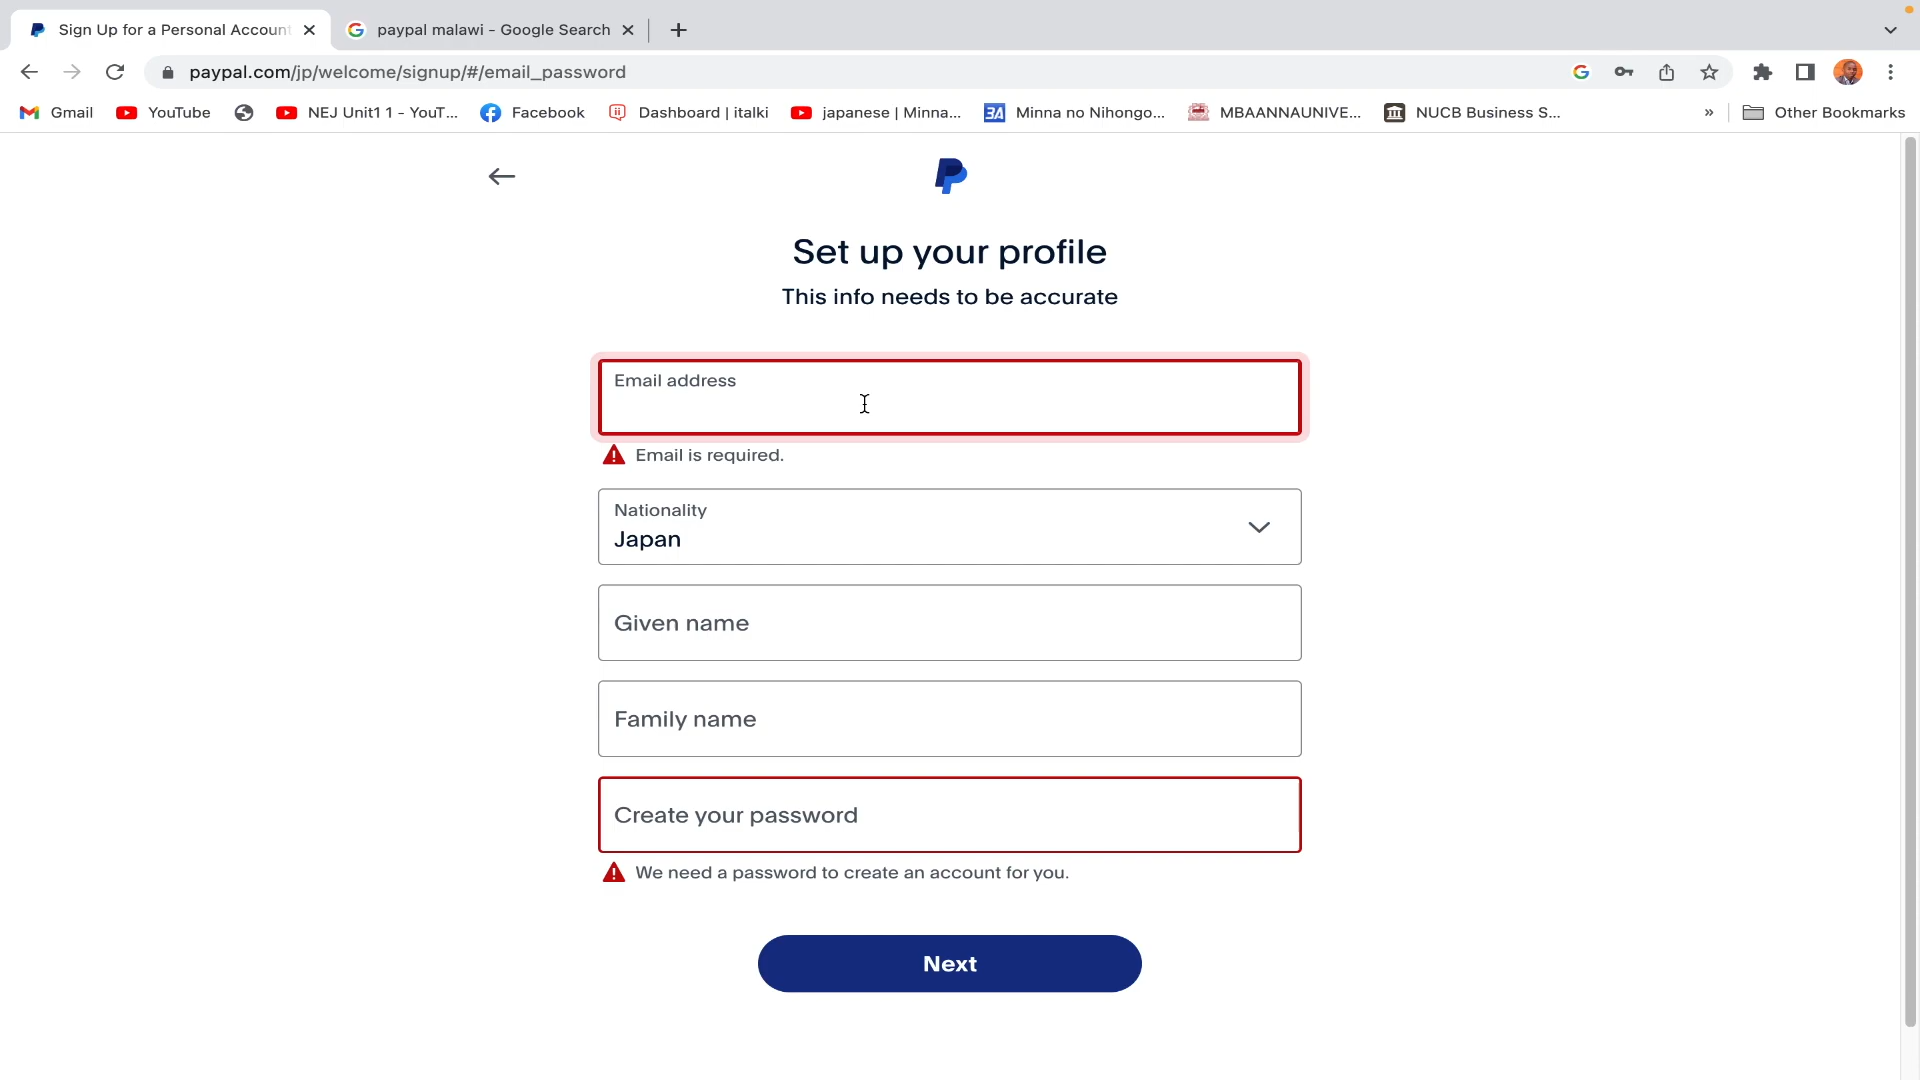 Sign Up for a Personal Account
paypal malawi - Google Search
paypal.com/jp/welcome/signup/#/email_password
Gmail
YouTube
NEJ Unit1 1 - YouT...
Facebook
Dashboard | italki
japanese | Minna...
3A
Minna no Nihongo...
MBAANNAUNIVE...
NUCB Business S...
»
Other Bookmarks
Set up your profile
This info needs to be accurate
Email address
Email is required.
Nationality
Japan
Given name
Family name
Create your password
We need a password to create an account for you.
Next